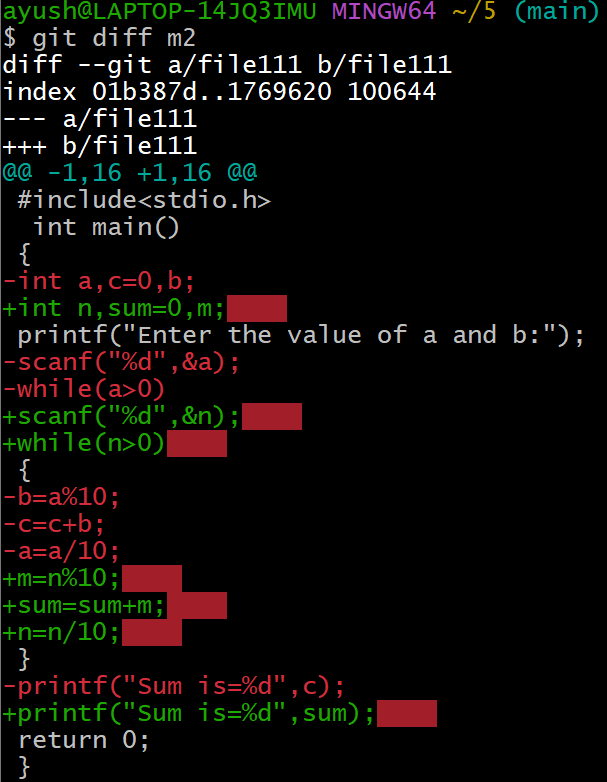 ayush@LAPTOP-14JQ3IMU MINGW64 ~/5 (main)
$ git diff m2
diff --git a/file111 b/file111
index 01b387d..1769620 100644
--- a/file111
+++ b/file111
@@ -1,16 +1,16 @@
 #include<stdio.h>
  int main()
 {
-int a,c=0,b;
+int n,sum=0,m;
 printf("Enter the value of a and b:");
-scanf("%d",&a);
-while(a>0)
+scanf("%d",&n);
+while(n>0)
 {
-b=a%10;
-c=c+b;
-a=a/10;
+m=n%10;
+sum=sum+m;
+n=n/10;
 }
-printf("Sum is=%d",c);
+printf("Sum is=%d",sum);
 return 0;
 }